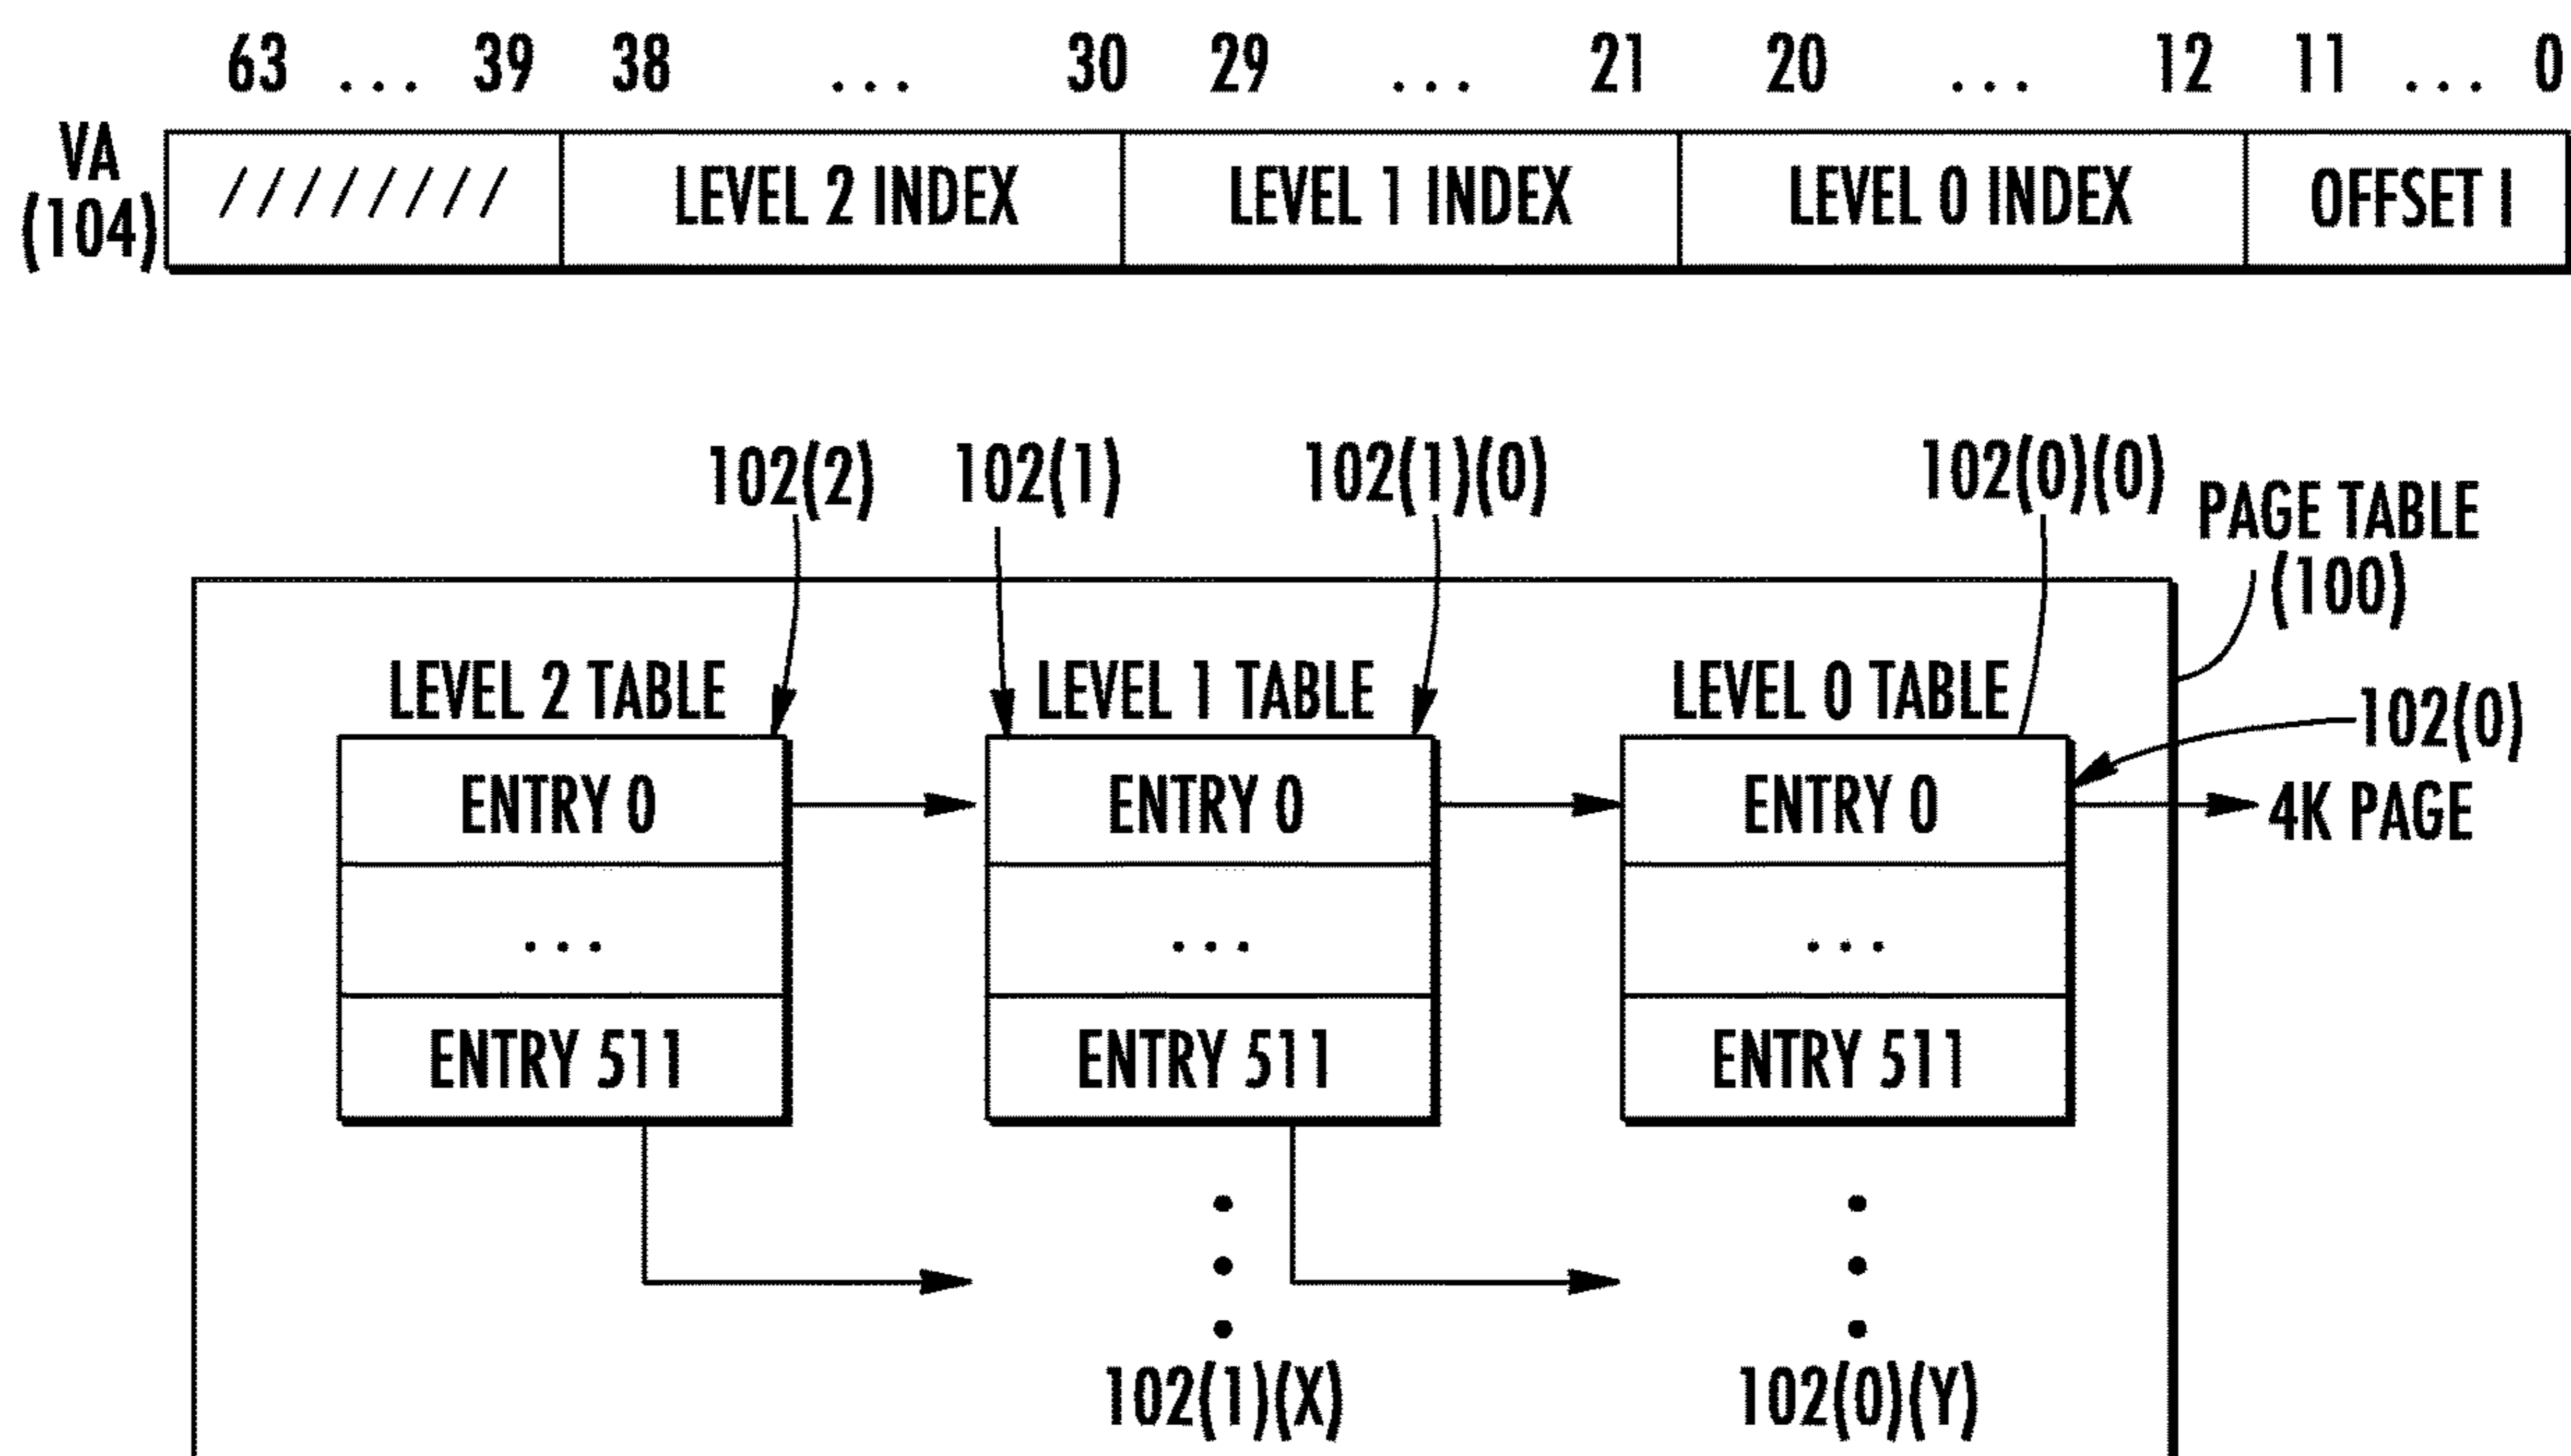 63 ... 39 38 ... 30 29 ... 21 20 ... 12 11 ... 0
VA
(104)
/ / / / / / / / LEVEL 2 INDEX LEVEL 1 INDEX LEVEL 0 INDEX OFFSET I
102(2) 102(1) 102(1)(0) 102(0)(0)
PAGE TABLE
(100)
LEVEL 2 TABLE LEVEL 1 TABLE LEVEL 0 TABLE
102(0)
ENTRY 0 ENTRY 0 ENTRY 0 4K PAGE
... ... ...
ENTRY 511 ENTRY 511 ENTRY 511
102(1)(X) 102(0)(Y)